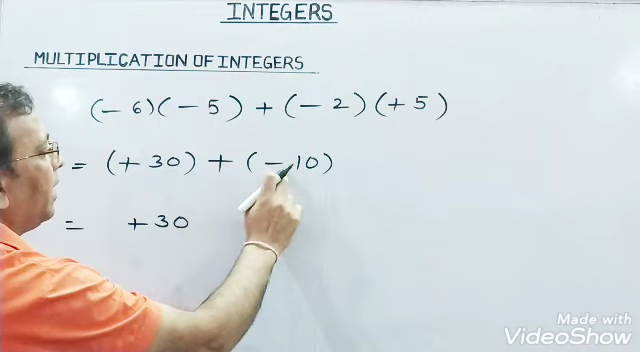 INTEGERS
MULTIPLICATION OF INTEGERS
(- 6)(- 5) + (- 2)(+ 5)
= (+ 30) + (- 10)
= +30
Made with
VideoShow